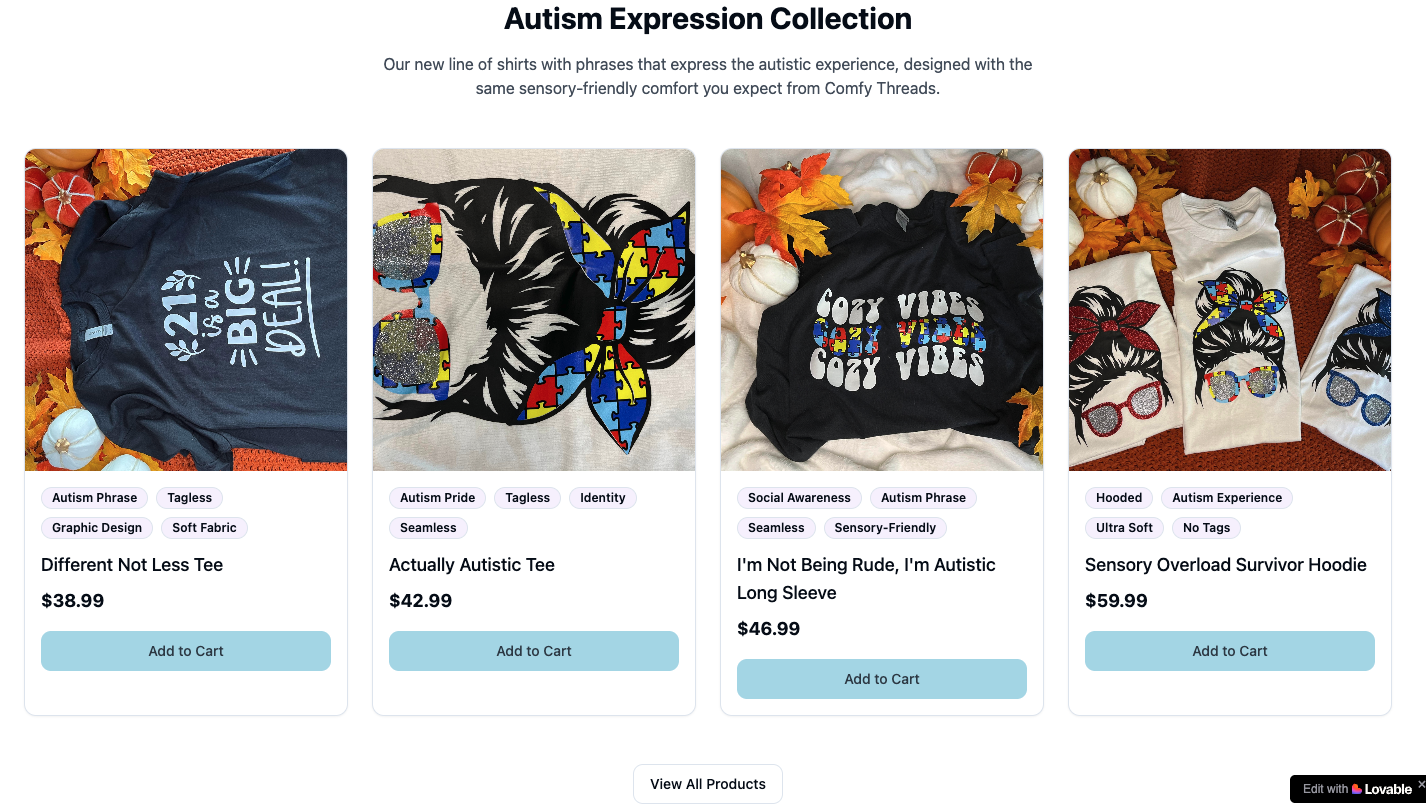 Autism Expression Collection
Our new line of shirts with phrases that express the autistic experience, designed with the
same sensory-friendly comfort you expect from Comfy Threads.
21
is a
BIG
DEAL!
COZY VIBES
COZY VIBES
COZY VIBES
Autism Phrase
Tagless
Graphic Design
Soft Fabric
Different Not Less Tee
$38.99
Add to Cart
Autism Pride
Tagless
Identity
Seamless
Actually Autistic Tee
$42.99
Add to Cart
Social Awareness
Autism Phrase
Seamless
Sensory-Friendly
I'm Not Being Rude, I'm Autistic
Long Sleeve
$46.99
Add to Cart
Hooded
Autism Experience
Ultra Soft
No Tags
Sensory Overload Survivor Hoodie
$59.99
Add to Cart
View All Products
Edit with Lovable